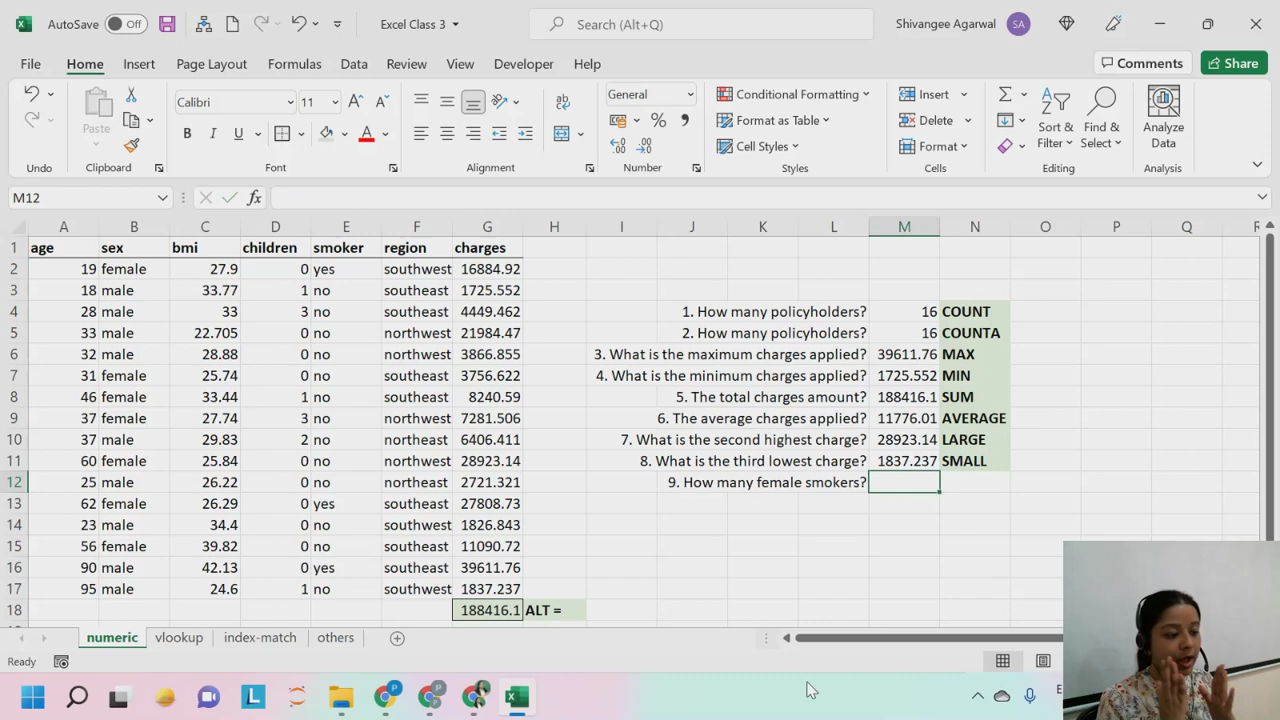 AutoSave Off Excel Class 3 Search (Alt+Q) Shivangee Agarwal SA
File Home Insert Page Layout Formulas Data Review View Developer Help Comments Share
Paste Calibri 11 General Conditional Formatting Insert
Format as Table Delete Sort & Filter Find & Select Analyze Data
B I U A Cell Styles Format
Undo Clipboard Font Alignment Number Styles Cells Editing Analysis
M12 fx
A B C D E F G H I J K L M N O P Q R
1 age sex bmi children smoker region charges
2 19 female 27.9 0 yes southwest 16884.92
3 18 male 33.77 1 no southeast 1725.552
4 28 male 33 3 no southeast 4449.462 1. How many policyholders? 16 COUNT
5 33 male 22.705 0 no northwest 21984.47 2. How many policyholders? 16 COUNTA
6 32 male 28.88 0 no northwest 3866.855 3. What is the maximum charges applied? 39611.76 MAX
7 31 female 25.74 0 no southeast 3756.622 4. What is the minimum charges applied? 1725.552 MIN
8 46 female 33.44 1 no southeast 8240.59 5. The total charges amount? 188416.1 SUM
9 37 female 27.74 3 no northwest 7281.506 6. The average charges applied? 11776.01 AVERAGE
10 37 male 29.83 2 no northeast 6406.411 7. What is the second highest charge? 28923.14 LARGE
11 60 female 25.84 0 no northwest 28923.14 8. What is the third lowest charge? 1837.237 SMALL
12 25 male 26.22 0 no northeast 2721.321 9. How many female smokers?
13 62 female 26.29 0 yes southeast 27808.73
14 23 male 34.4 0 no southwest 1826.843
15 56 female 39.82 0 no southeast 11090.72
16 90 male 42.13 0 yes southeast 39611.76
17 95 male 24.6 1 no southwest 1837.237
18 188416.1 ALT =
numeric vlookup index-match others
Ready